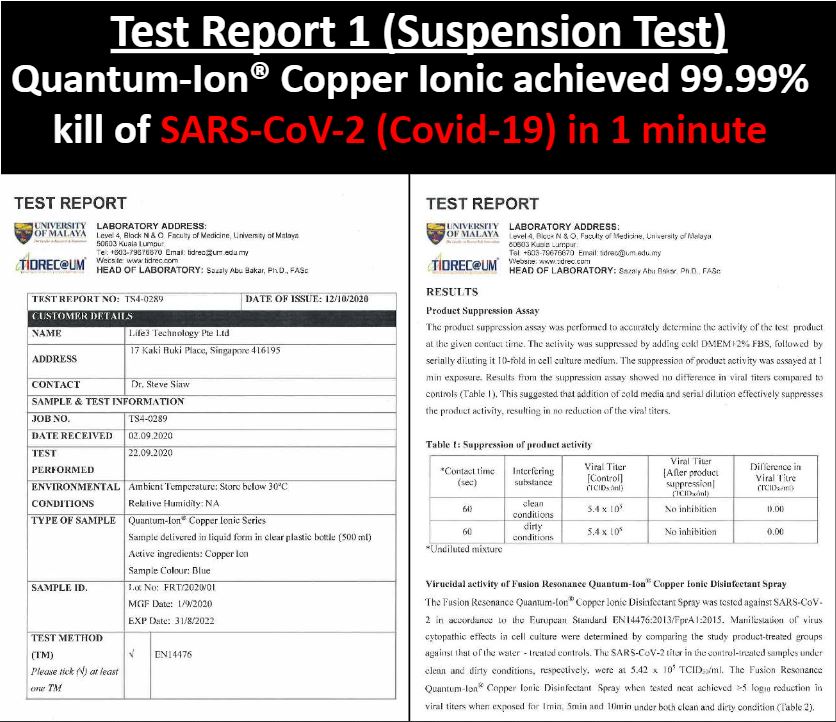 Test Report 1 (Suspension Test)
Quantum-Ion® Copper Ionic achieved 99.99%
kill of SARS-CoV-2 (Covid-19) in 1 minute
TEST REPORT
UNIVERSITY
OF MALAYA
TIDREC@UM
LABORATORY ADDRESS:
Level 4, Block N & O, Faculty of Medicine, University of Malaya
50603 Kuala Lumpur
Tel: +603-79676670 Email: tidrec@um.edu.my
Website: www.tidrec.com
HEAD OF LABORATORY: Sazaly Abu Bakar, Ph.D., FASc
TEST REPORT NO: TS4-0289 DATE OF ISSUE: 12/10/2020
CUSTOMER DETAILS
NAME Life3 Technology Pte Ltd
ADDRESS 17 Kaki Buki Place, Singapore 416195
CONTACT Dr. Steve Siaw
SAMPLE & TEST INFORMATION
JOB NO. TS4-0289
DATE RECEIVED 02.09.2020
TEST PERFORMED 22.09.2020
ENVIRONMENTAL Ambient Temperature: Store below 30°C
CONDITIONS Relative Humidity: NA
TYPE OF SAMPLE Quantum-Ion® Copper Ionic Series
Sample delivered in liquid form in clear plastic bottle (500 ml)
Active ingredients: Copper Ion
Sample Colour: Blue
SAMPLE ID. Lot No: FRT/2020/01
MGF Date: 1/9/2020
EXP Date: 31/8/2022
TEST METHOD
(TM) √ EN14476
Please tick (√) at least
one TM
TEST REPORT
UNIVERSITY
OF MALAYA
TIDREC@UM
LABORATORY ADDRESS:
Level 4, Block N & O, Faculty of Medicine, University of Malaya
50603 Kuala Lumpur
Tel: +603-79676670 Email: tidrec@um.edu.my
Website: www.tidrec.com
HEAD OF LABORATORY: Sazaly Abu Bakar, Ph.D., FASc
RESULTS
Product Suppression Assay
The product suppression assay was performed to accurately determine the activity of the test product
at the given contact time. The activity was suppressed by adding cold DMEM+2% FBS, followed by
serially diluting it 10-fold in cell culture medium. The suppression of product activity was assayed at 1
min exposure. Results from the suppression assay showed no difference in viral titers compared to
controls (Table 1). This suggested that addition of cold media and serial dilution effectively suppresses
the product activity, resulting in no reduction of the viral titers.
Table 1: Suppression of product activity
*Contact time (sec) Interfering substance Viral Titer [Control] (TCID₅₀/ml) Viral Titer [After product suppression] (TCID₅₀/ml) Difference in Viral Titre (TCID₅₀/ml)
60 clean conditions 5.4 x 10⁵ No inhibition 0.00
60 dirty conditions 5.4 x 10⁵ No inhibition 0.00
*Undiluted mixture
Virucidal activity of Fusion Resonance Quantum-Ion® Copper Ionic Disinfectant Spray
The Fusion Resonance Quantum-Ion® Copper Ionic Disinfectant Spray was tested against SARS-CoV-
2 in accordance to the European Standard EN14476:2013/FprA1:2015. Manifestation of virus
cytopathic effects in cell culture were determined by comparing the study product-treated groups
against that of the water - treated controls. The SARS-CoV-2 titer in the control-treated samples under
clean and dirty conditions, respectively, were at 5.42 x 10⁵ TCID₅₀/ml. The Fusion Resonance
Quantum-Ion® Copper Ionic Disinfectant Spray when tested neat achieved >5 log₁₀ reduction in
viral titers when exposed for 1min, 5min and 10min under both clean and dirty condition (Table 2).